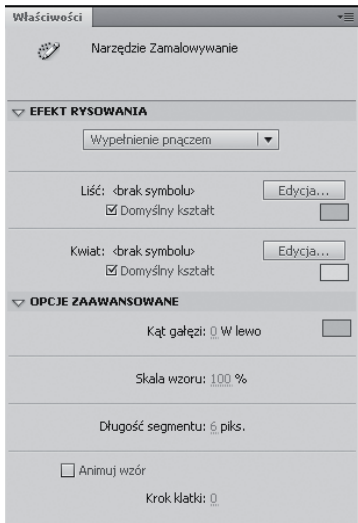 Właściwości
Narzędzie Zamalowywanie
EFEKT RYSOWANIA
Wypełnienie pnączem
Liść: <brak symbolu> Edycja...
Domyślny kształt
Kwiat: <brak symbolu> Edycja...
Domyślny kształt
OPCJE ZAAWANSOWANE
Kąt gałęzi: 0 W lewo
Skala wzoru: 100 %
Długość segmentu: 6 piks.
Animuj wzór
Krok klatki: 0